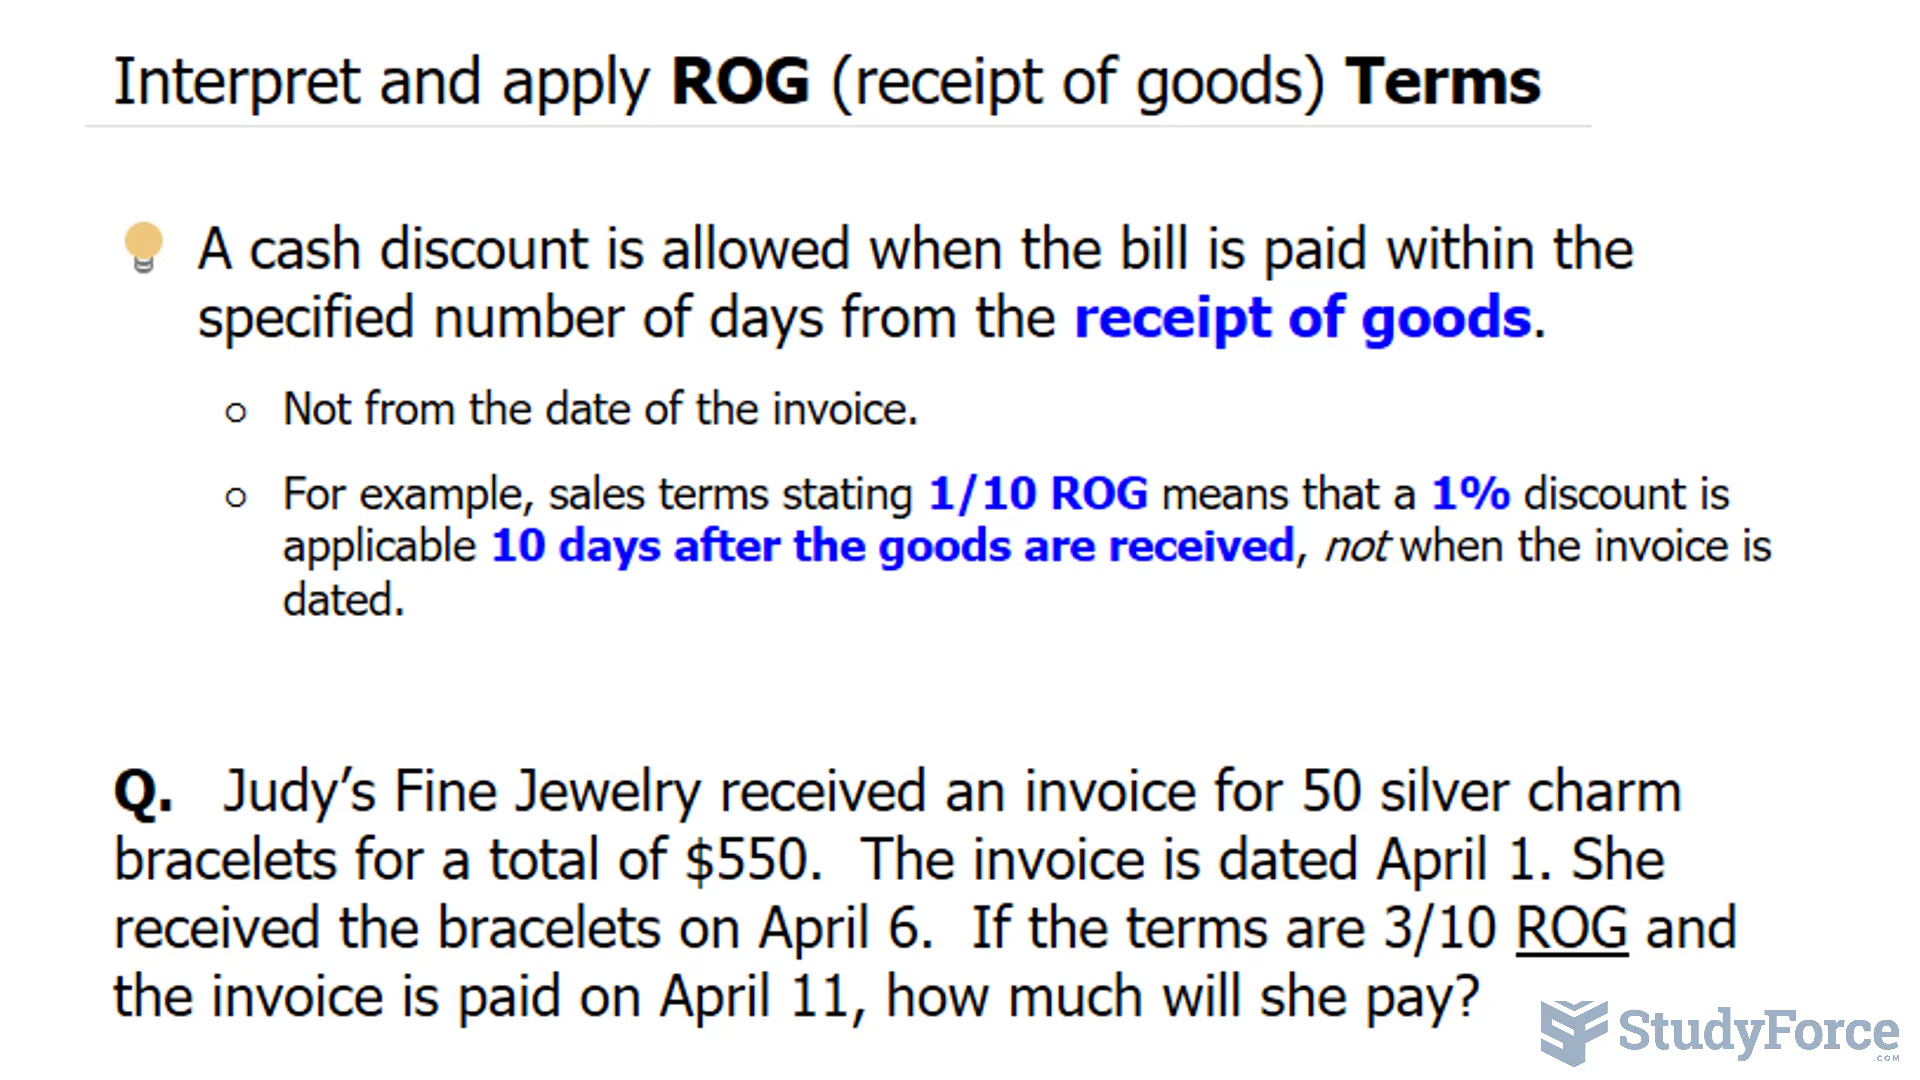 Interpret and apply ROG (receipt of goods) Terms
A cash discount is allowed when the bill is paid within the
specified number of days from the receipt of goods.
○ Not from the date of the invoice.
○ For example, sales terms stating 1/10 ROG means that a 1% discount is
applicable 10 days after the goods are received, not when the invoice is
dated.
Q. Judy’s Fine Jewelry received an invoice for 50 silver charm
bracelets for a total of $550. The invoice is dated April 1. She
received the bracelets on April 6. If the terms are 3/10 ROG and
the invoice is paid on April 11, how much will she pay?
StudyForce
.COM